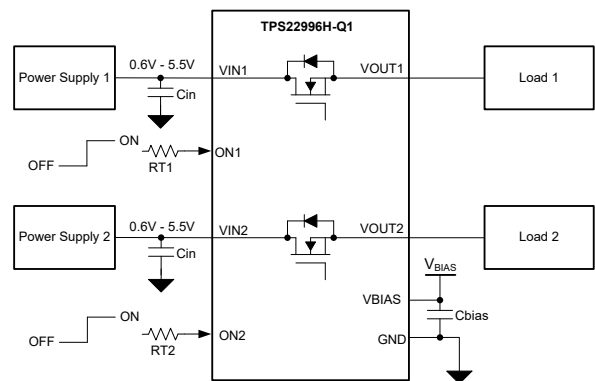 TPS22996H-Q1
Power Supply 1
0.6V - 5.5V
VIN1
VOUT1
Load 1
Cin
OFF
ON
RT1
ON1
Power Supply 2
0.6V - 5.5V
VIN2
VOUT2
Load 2
Cin
VBIAS
VBIAS
Cbias
OFF
ON
RT2
ON2
GND